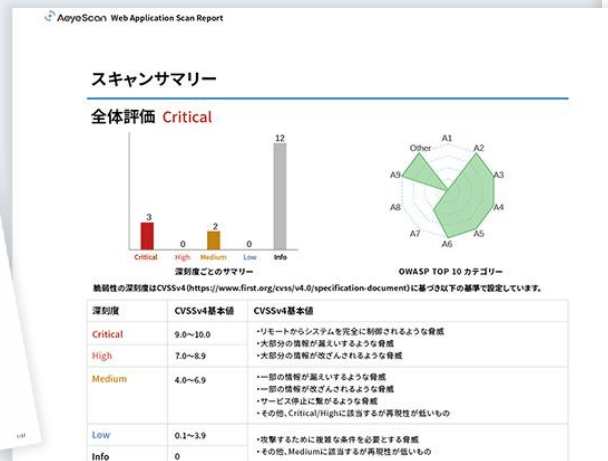 AeyeScan Web Application Scan Report
スキャンサマリー
全体評価 Critical
3
0
2
0
12
Critical High Medium Low Info
深刻度ごとのサマリー
A1
A2
A3
A4
A5
A6
A7
A8
A9
Other
OWASP TOP 10 カテゴリー
脆弱性の深刻度はCVSSv4(https://www.first.org/cvss/v4.0/specification-document)に基づき以下の基準で設定しています。
深刻度 CVSSv4基本値 CVSSv4基本値
Critical 9.0〜10.0
High 7.0〜8.9
・リモートからシステムを完全に制御されるような脅威
・大部分の情報が漏えいするような脅威
・大部分の情報が改ざんされるような脅威
Medium 4.0〜6.9
・一部の情報が漏えいするような脅威
・一部の情報が改ざんされるような脅威
・サービス停止に繋がるような脅威
・その他、Critical/Highに該当するが再現性が低いもの
Low 0.1〜3.9
Info 0
・攻撃するために複雑な条件を必要とする脅威
・その他、Mediumに該当するが再現性が低いもの